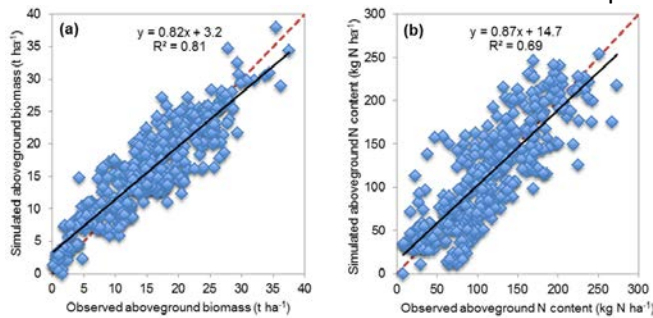 (a)
y = 0.82x + 3.2
R² = 0.81
Simulated aboveground biomass (t ha⁻¹)
40
35
30
25
20
15
10
5
0
0 5 10 15 20 25 30 35 40
Observed aboveground biomass (t ha⁻¹)
(b)
y = 0.87x + 14.7
R² = 0.69
Simulated aboveground N content (kg N ha⁻¹)
300
250
200
150
100
50
0
0 50 100 150 200 250 300
Observed aboveground N content (kg N ha⁻¹)